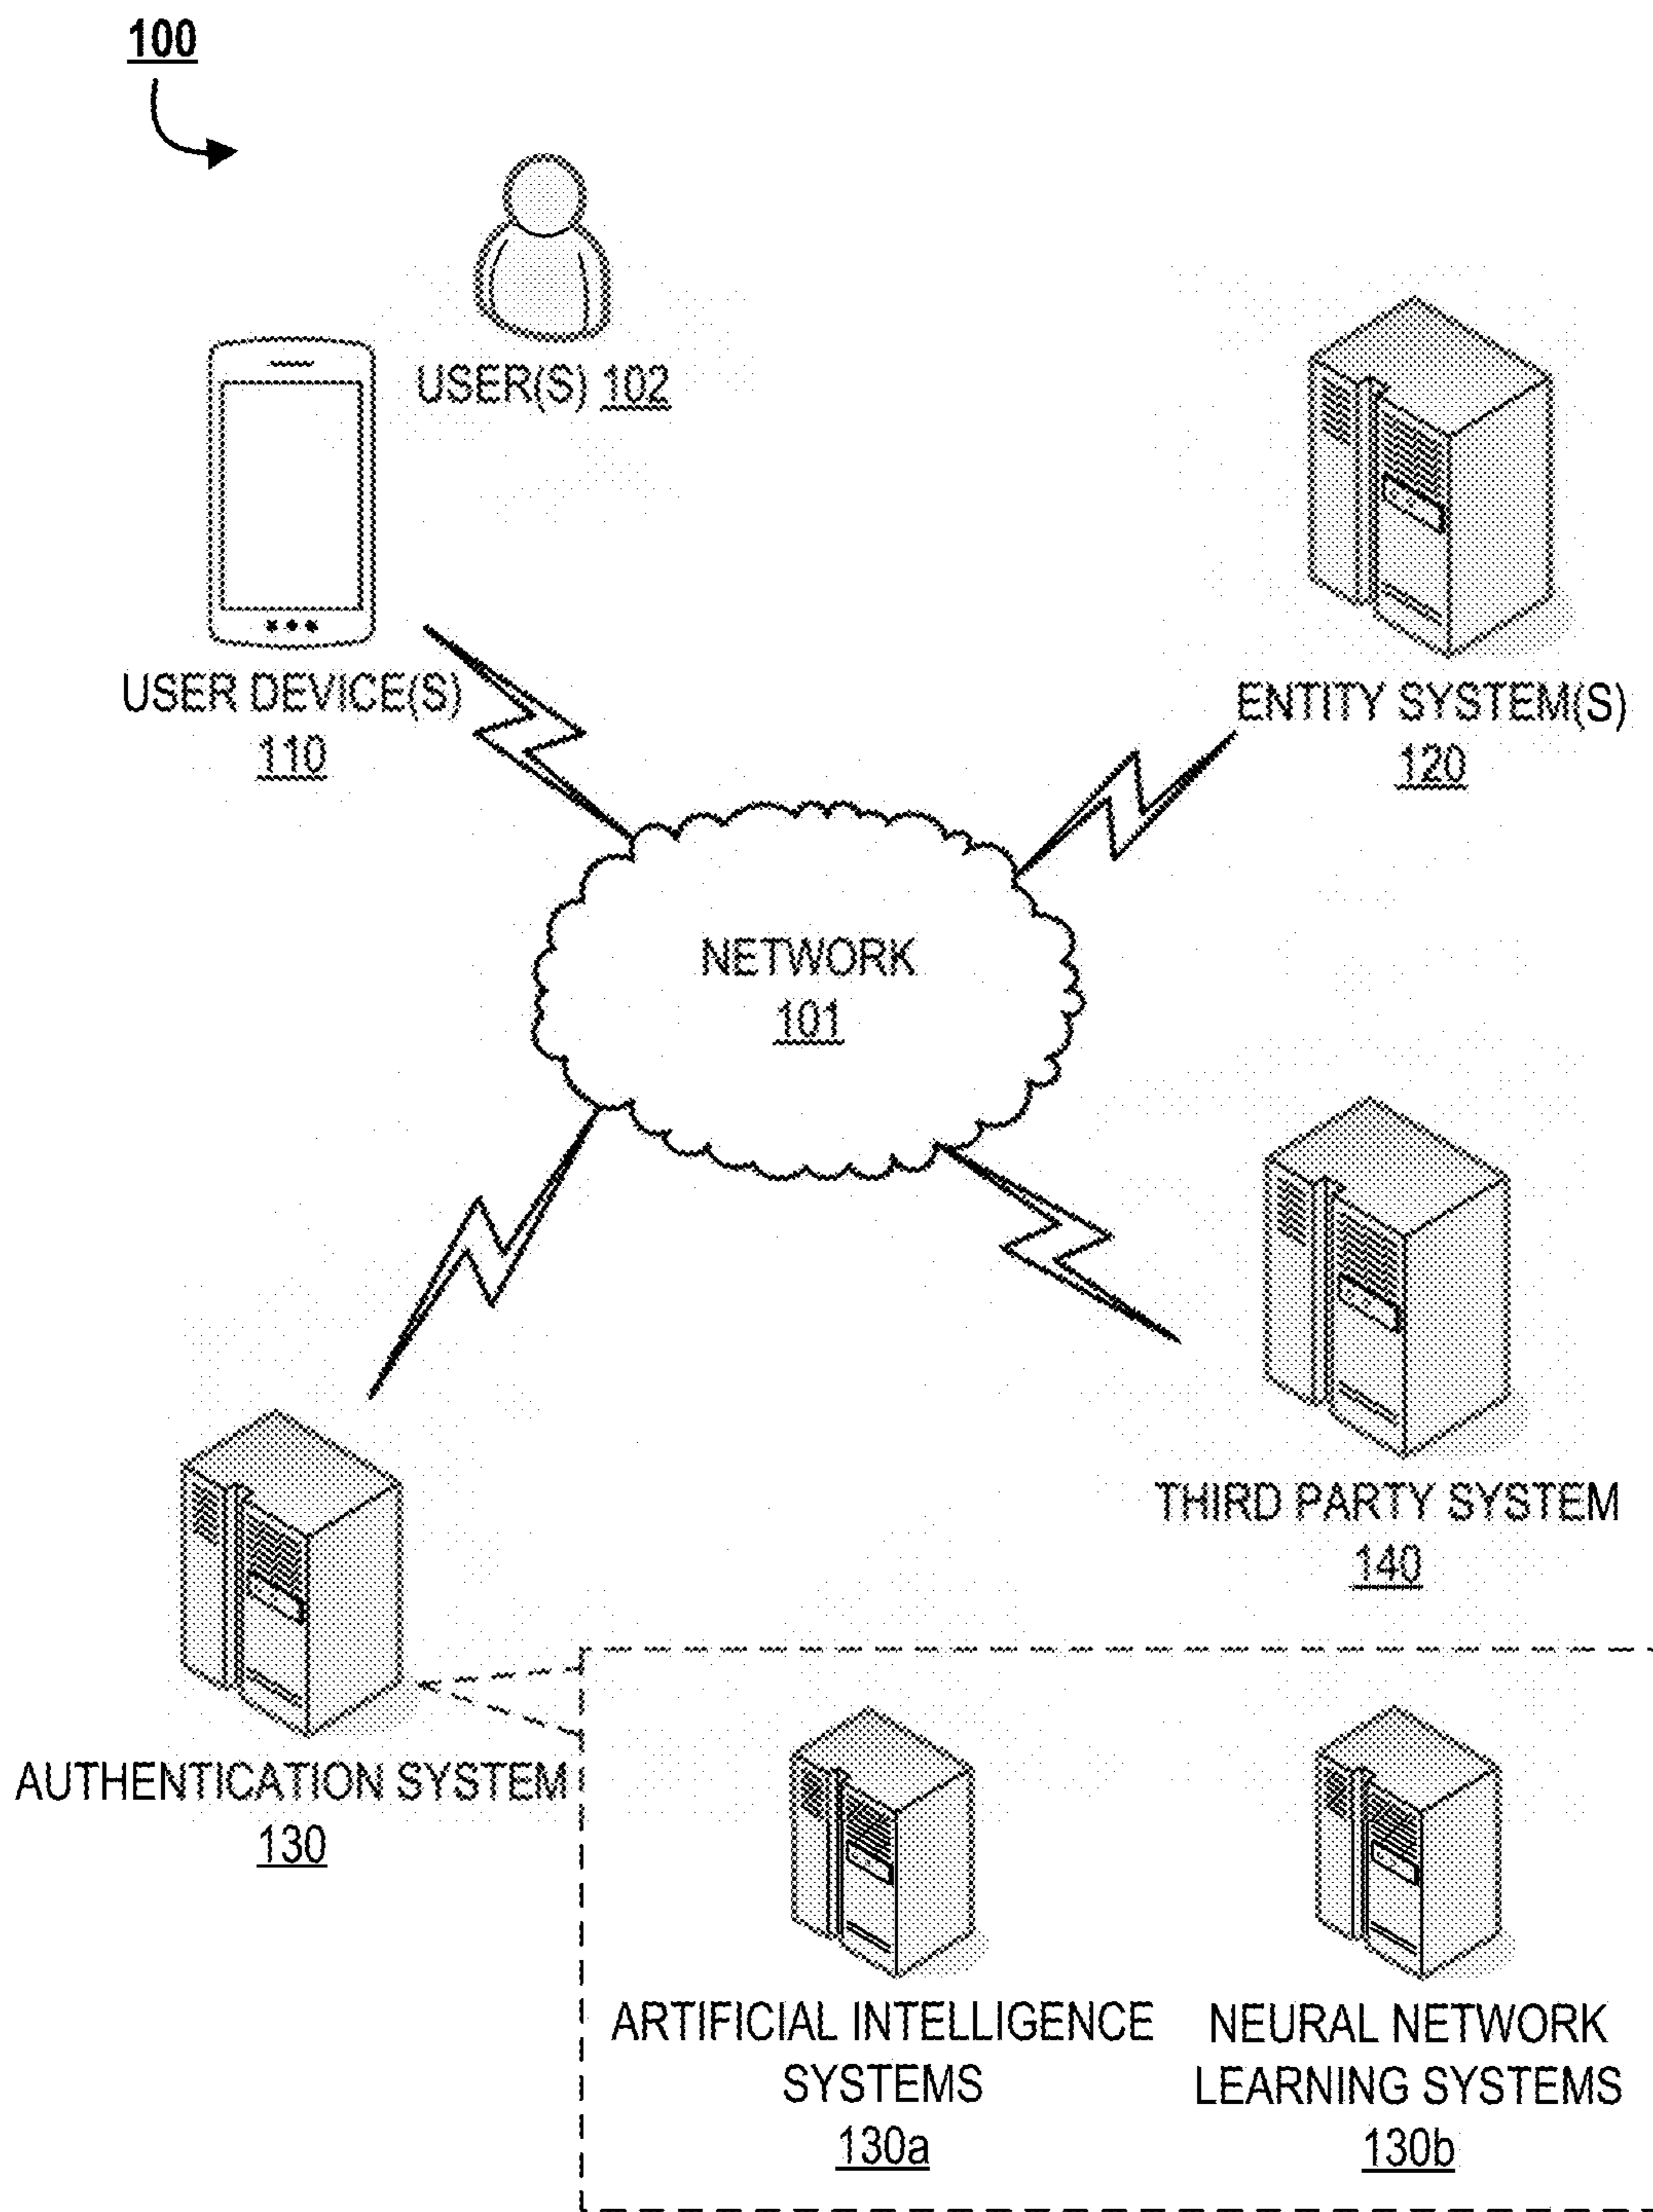 100
USER(S) 102
USER DEVICE(S)
110
ENTITY SYSTEM(S)
120
NETWORK
101
THIRD PARTY SYSTEM
140
AUTHENTICATION SYSTEM
130
ARTIFICIAL INTELLIGENCE
SYSTEMS
130a
NEURAL NETWORK
LEARNING SYSTEMS
130b